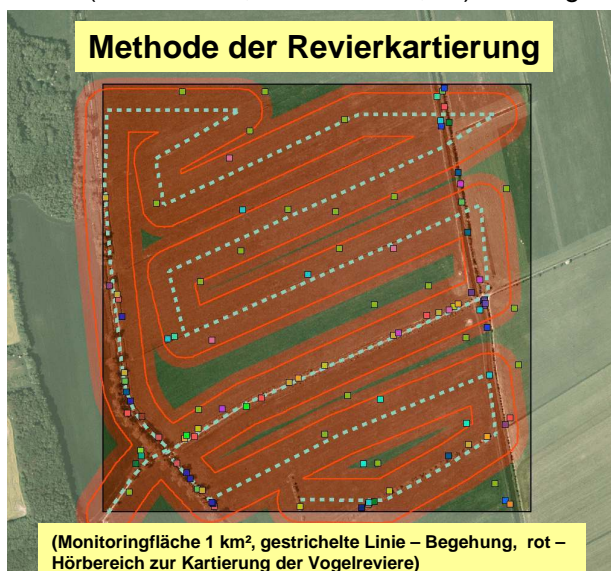 Methode der Revierkartierung
(Monitoringfläche 1 km², gestrichelte Linie – Begehung, rot –
Hörbereich zur Kartierung der Vogelreviere)